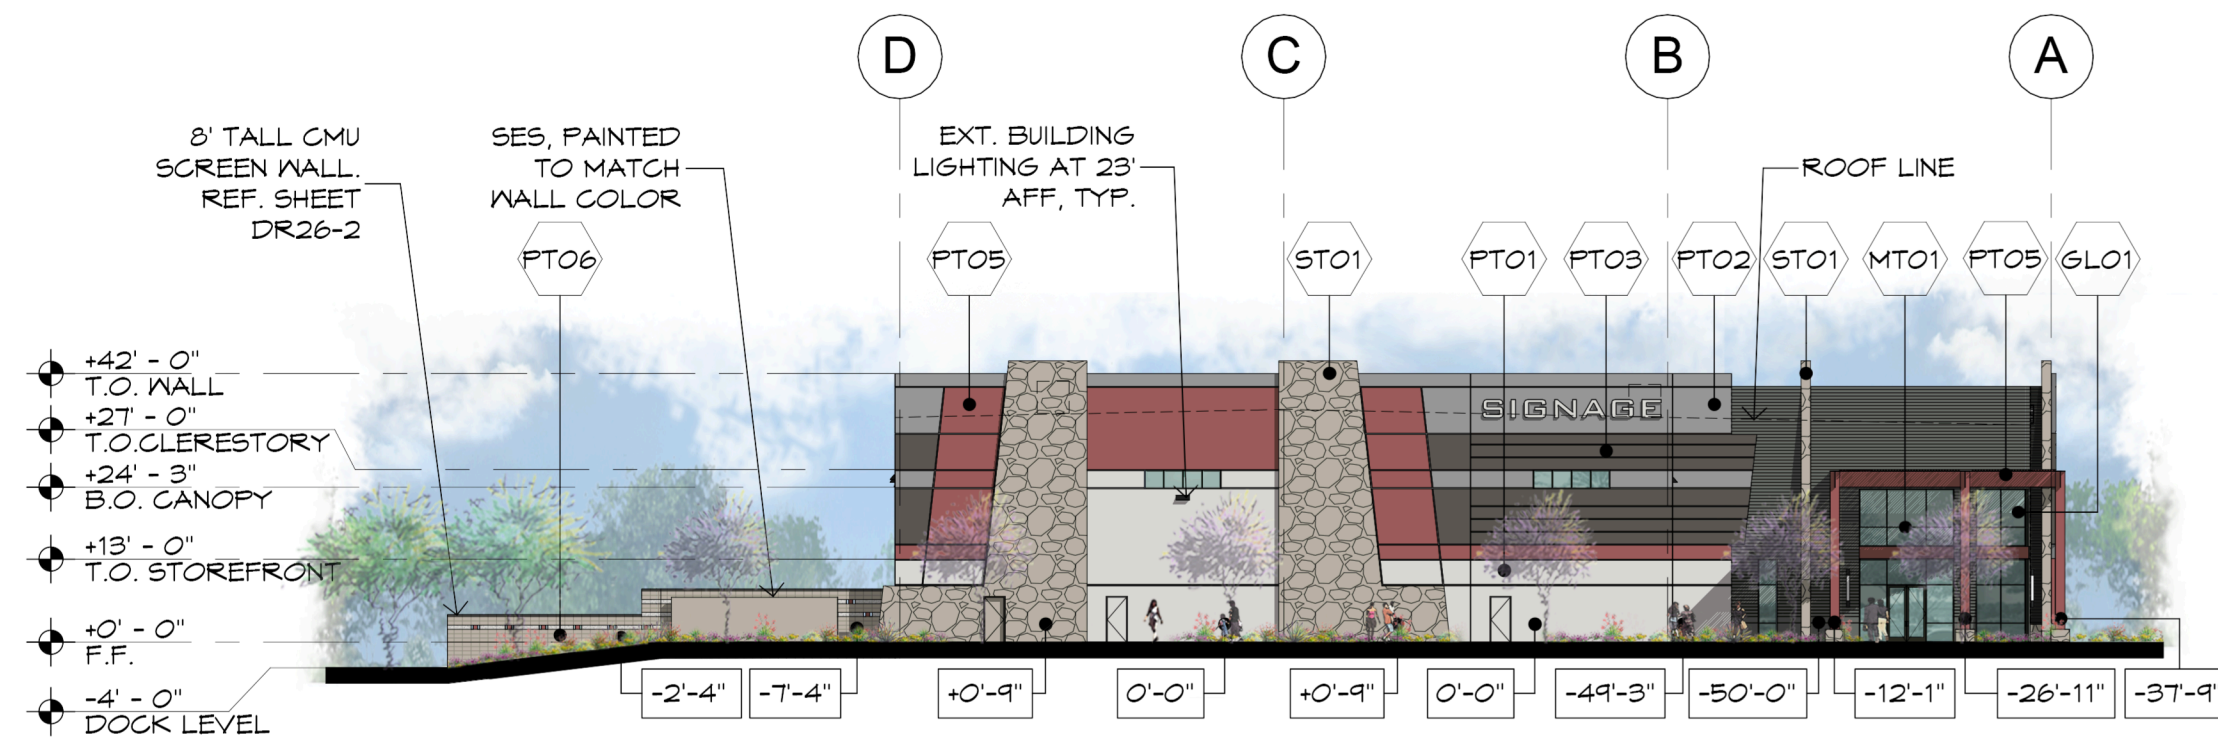 D
C
B
A
8' TALL CMU
SCREEN WALL.
REF. SHEET
DR26-2
SES, PAINTED
TO MATCH
WALL COLOR
EXT. BUILDING
LIGHTING AT 23'
AFF, TYP.
ROOF LINE
PT06
PT05
ST01
PT01
PT03
PT02
ST01
MT01
PT05
GL01
+42' - 0"
T.O. WALL
+27' - 0"
T.O.CLERESTORY
+24' - 3"
B.O. CANOPY
+13' - 0"
T.O. STOREFRONT
+0' - 0"
F.F.
-4' - 0"
DOCK LEVEL
SIGNAGE
-2'-4"
-7'-4"
+0'-9"
0'-0"
+0'-9"
0'-0"
-49'-3"
-50'-0"
-12'-1"
-26'-11"
-37'-9"